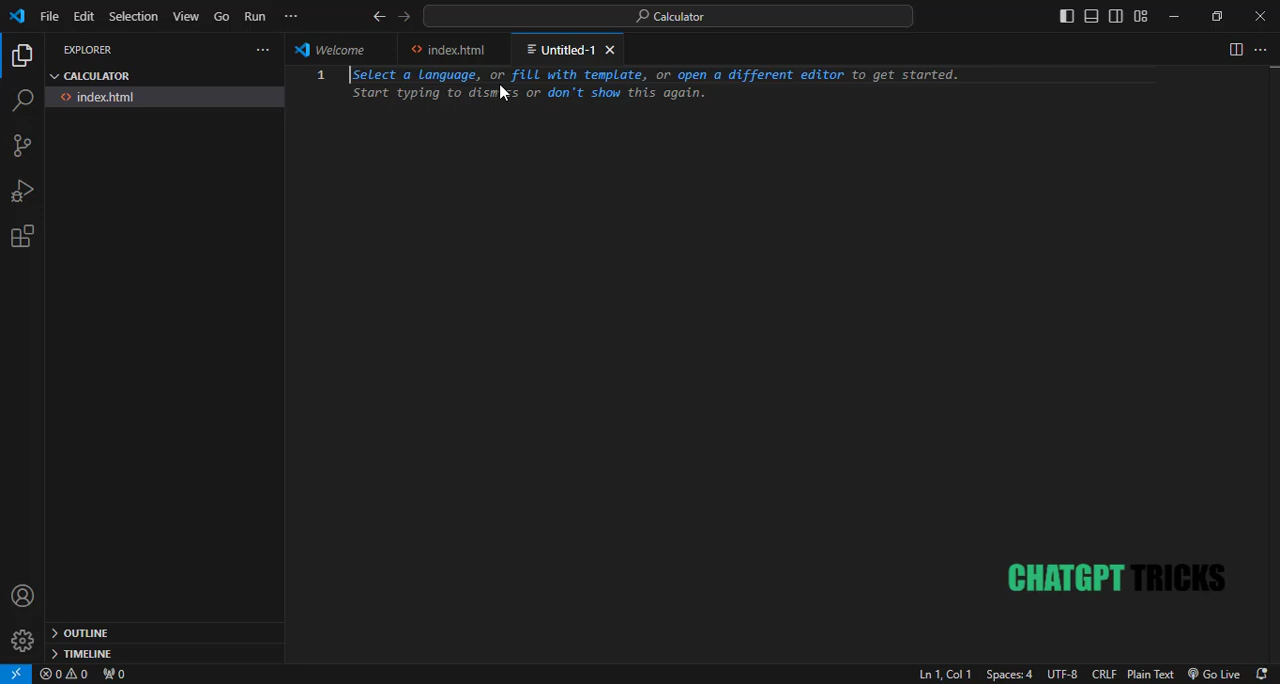 File Edit Selection View Go Run ···
Calculator
EXPLORER
Welcome
index.html
Untitled-1
CALCULATOR
index.html
1
Select a language, or fill with template, or open a different editor to get started.
Start typing to dismiss or don't show this again.
CHATGPT TRICKS
OUTLINE
TIMELINE
0 0 0
Ln 1, Col 1 Spaces: 4 UTF-8 CRLF Plain Text Go Live